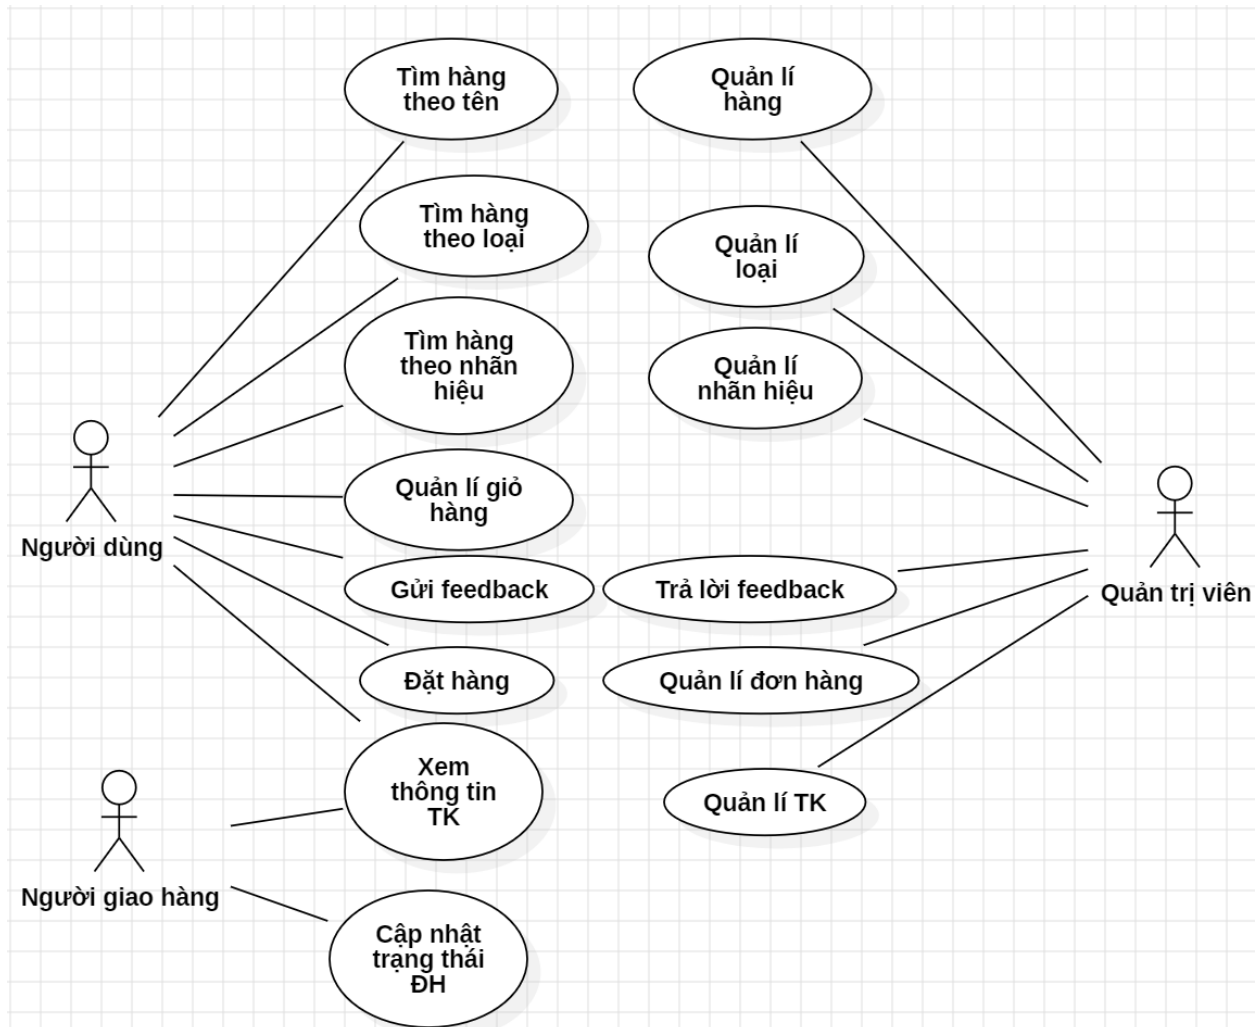 Tìm hàng
theo tên
Quản lí
hàng
Tìm hàng
theo loại
Quản lí
loại
Tìm hàng
theo nhãn
hiệu
Quản lí
nhãn hiệu
Quản lí giỏ
hàng
Người dùng
Gửi feedback
Trả lời feedback
Quản trị viên
Đặt hàng
Quản lí đơn hàng
Xem
thông tin
TK
Quản lí TK
Người giao hàng
Cập nhật
trạng thái
ĐH